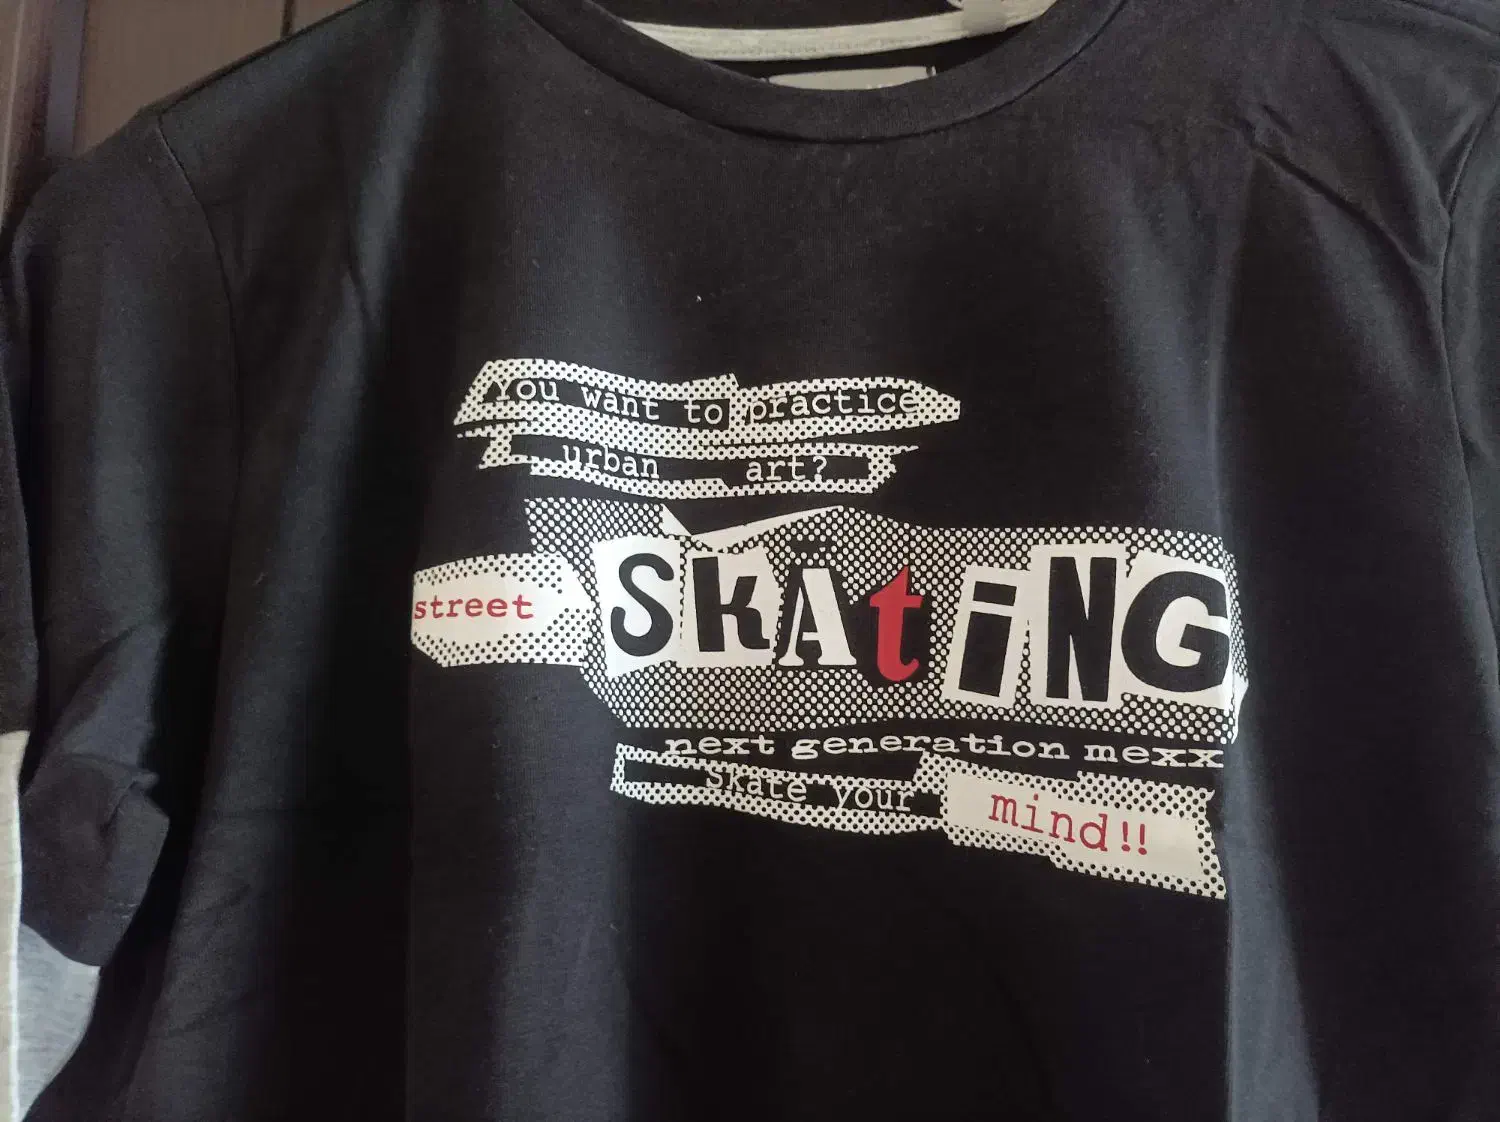 You want to practice
urban art?
street SkAtiNG
next generation mexx
Skate your mind!!